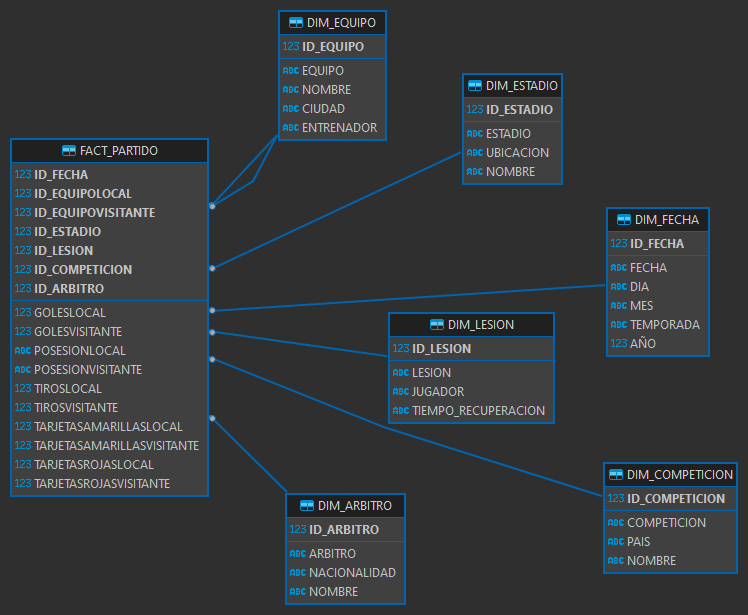 DIM_EQUIPO
123 ID_EQUIPO
ABC EQUIPO
ABC NOMBRE
ABC CIUDAD
ABC ENTRENADOR
DIM_ESTADIO
123 ID_ESTADIO
ABC ESTADIO
ABC UBICACION
ABC NOMBRE
FACT_PARTIDO
123 ID_FECHA
123 ID_EQUIPOLOCAL
123 ID_EQUIPOVISITANTE
123 ID_ESTADIO
123 ID_LESION
123 ID_COMPETICION
123 ID_ARBITRO
123 GOLESLOCAL
123 GOLESVISITANTE
ABC POSESIONLOCAL
ABC POSESIONVISITANTE
123 TIROSLOCAL
123 TIROSVISITANTE
123 TARJETASAMARILLASLOCAL
123 TARJETASAMARILLASVISITANTE
123 TARJETASROJASLOCAL
123 TARJETASROJASVISITANTE
DIM_FECHA
123 ID_FECHA
ABC FECHA
ABC DIA
ABC MES
ABC TEMPORADA
123 AÑO
DIM_LESION
123 ID_LESION
ABC LESION
ABC JUGADOR
ABC TIEMPO_RECUPERACION
DIM_COMPETICION
123 ID_COMPETICION
ABC COMPETICION
ABC PAIS
ABC NOMBRE
DIM_ARBITRO
123 ID_ARBITRO
ABC ARBITRO
ABC NACIONALIDAD
ABC NOMBRE